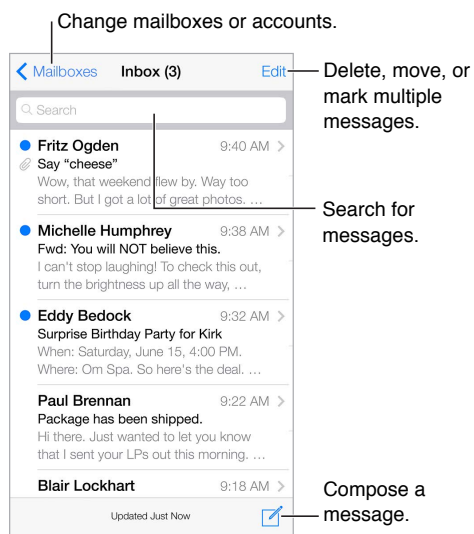 Change mailboxes or accounts.
Mailboxes Inbox (3) Edit
Delete, move, or
mark multiple
messages.
Search
Fritz Ogden 9:40 AM
Say “cheese”
Wow, that weekend flew by. Way too
short. But I got a lot of great photos. …
Search for
messages.
Michelle Humphrey 9:38 AM
Fwd: You will NOT believe this.
I can't stop laughing! To check this out,
turn the brightness up all the way, …
Eddy Bedock 9:32 AM
Surprise Birthday Party for Kirk
When: Saturday, June 15, 4:00 PM.
Where: Om Spa. So here's the deal. …
Paul Brennan 9:22 AM
Package has been shipped.
Hi there. Just wanted to let you know
that I sent your LPs out this morning. …
Blair Lockhart 9:18 AM
Updated Just Now
Compose a
message.